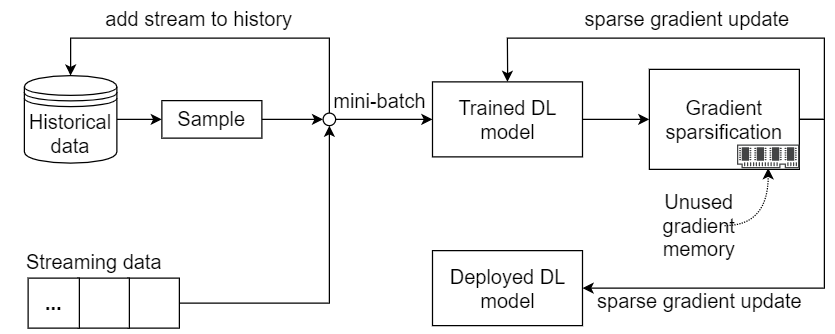 add stream to history
sparse gradient update
mini-batch
Historical
data
Sample
Trained DL
model
Gradient
sparsification
Unused
gradient
memory
Streaming data
...
Deployed DL
model
sparse gradient update